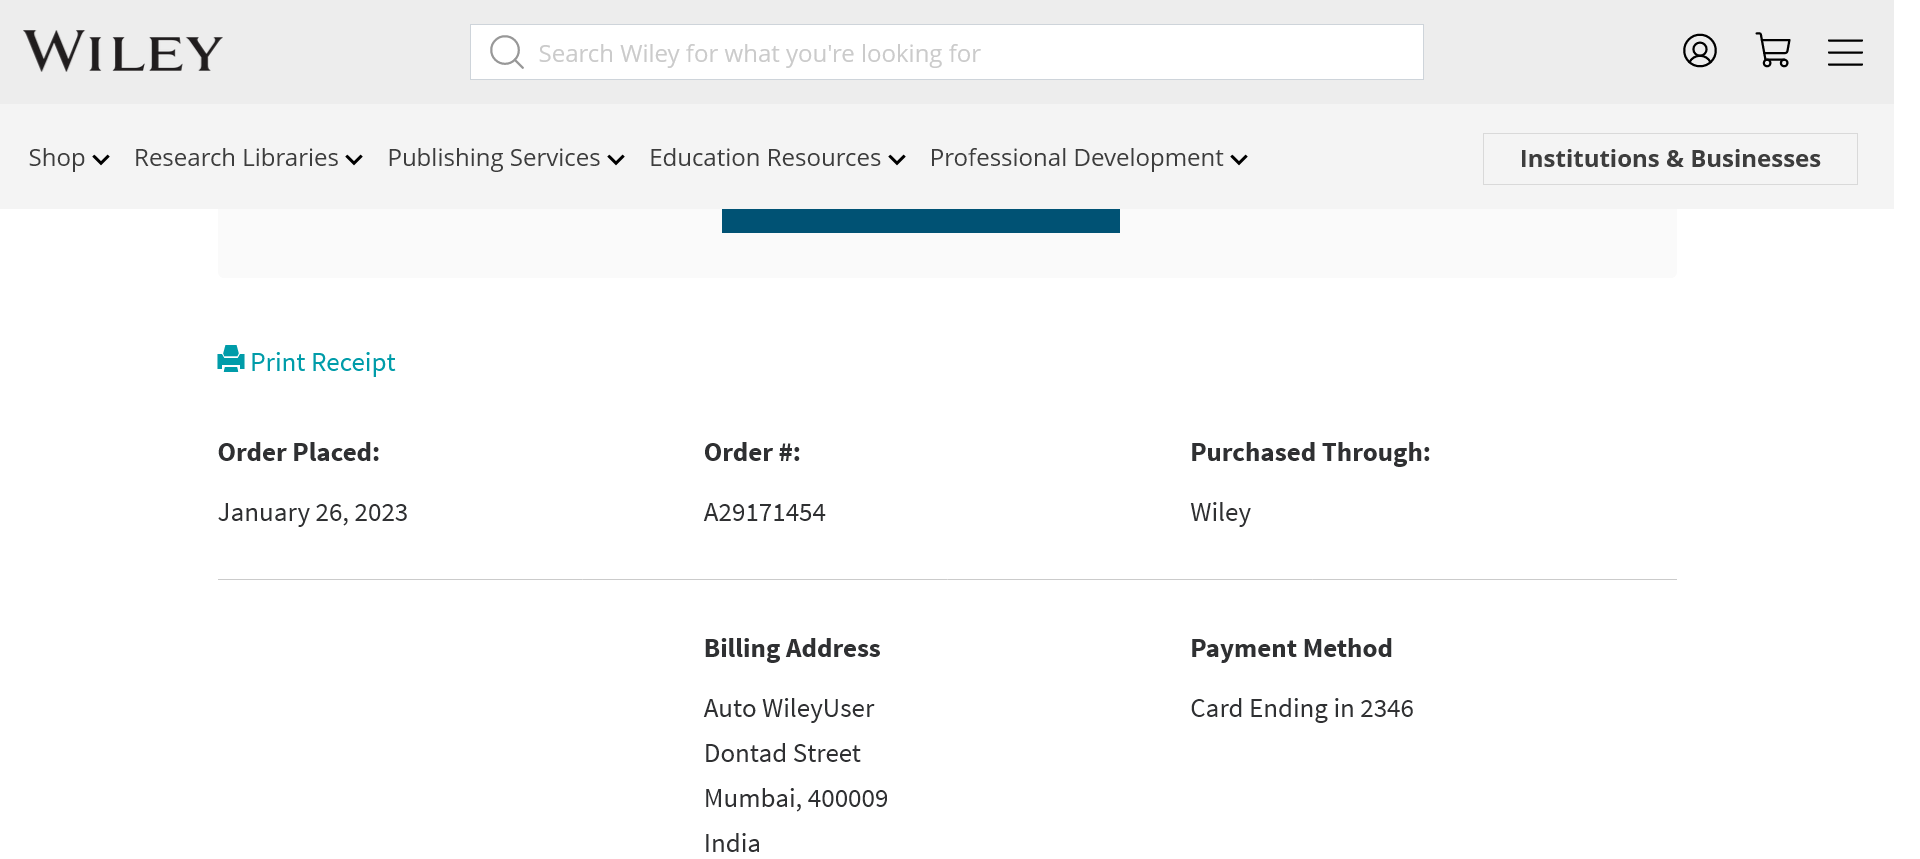 WILEY
Search Wiley for what you're looking for
Shop Research Libraries Publishing Services Education Resources Professional Development Institutions & Businesses
Print Receipt
Order Placed: Order #: Purchased Through:
January 26, 2023 A29171454 Wiley
Billing Address Payment Method
Auto WileyUser Card Ending in 2346
Dontad Street
Mumbai, 400009
India